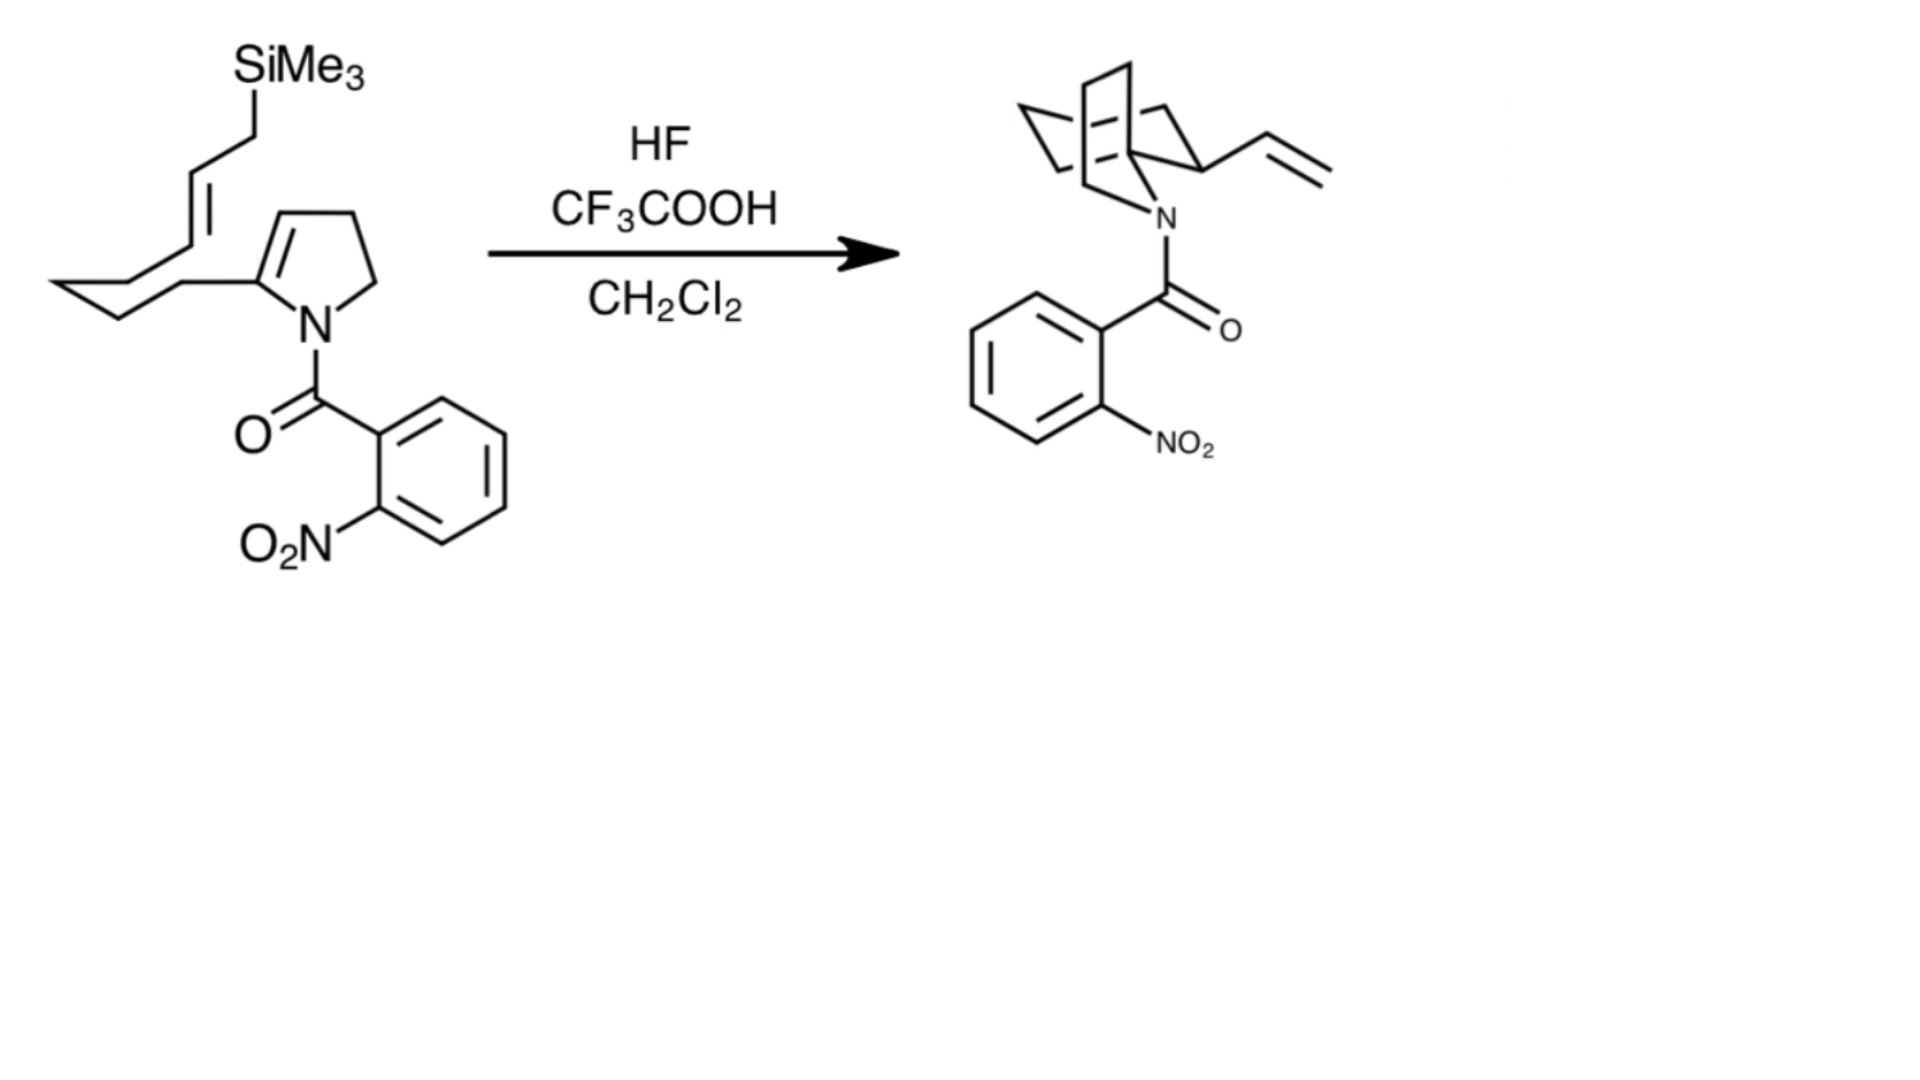 SiMe3
HF
CF3COOH
CH2Cl2
N
O
O2N
N
O
NO2